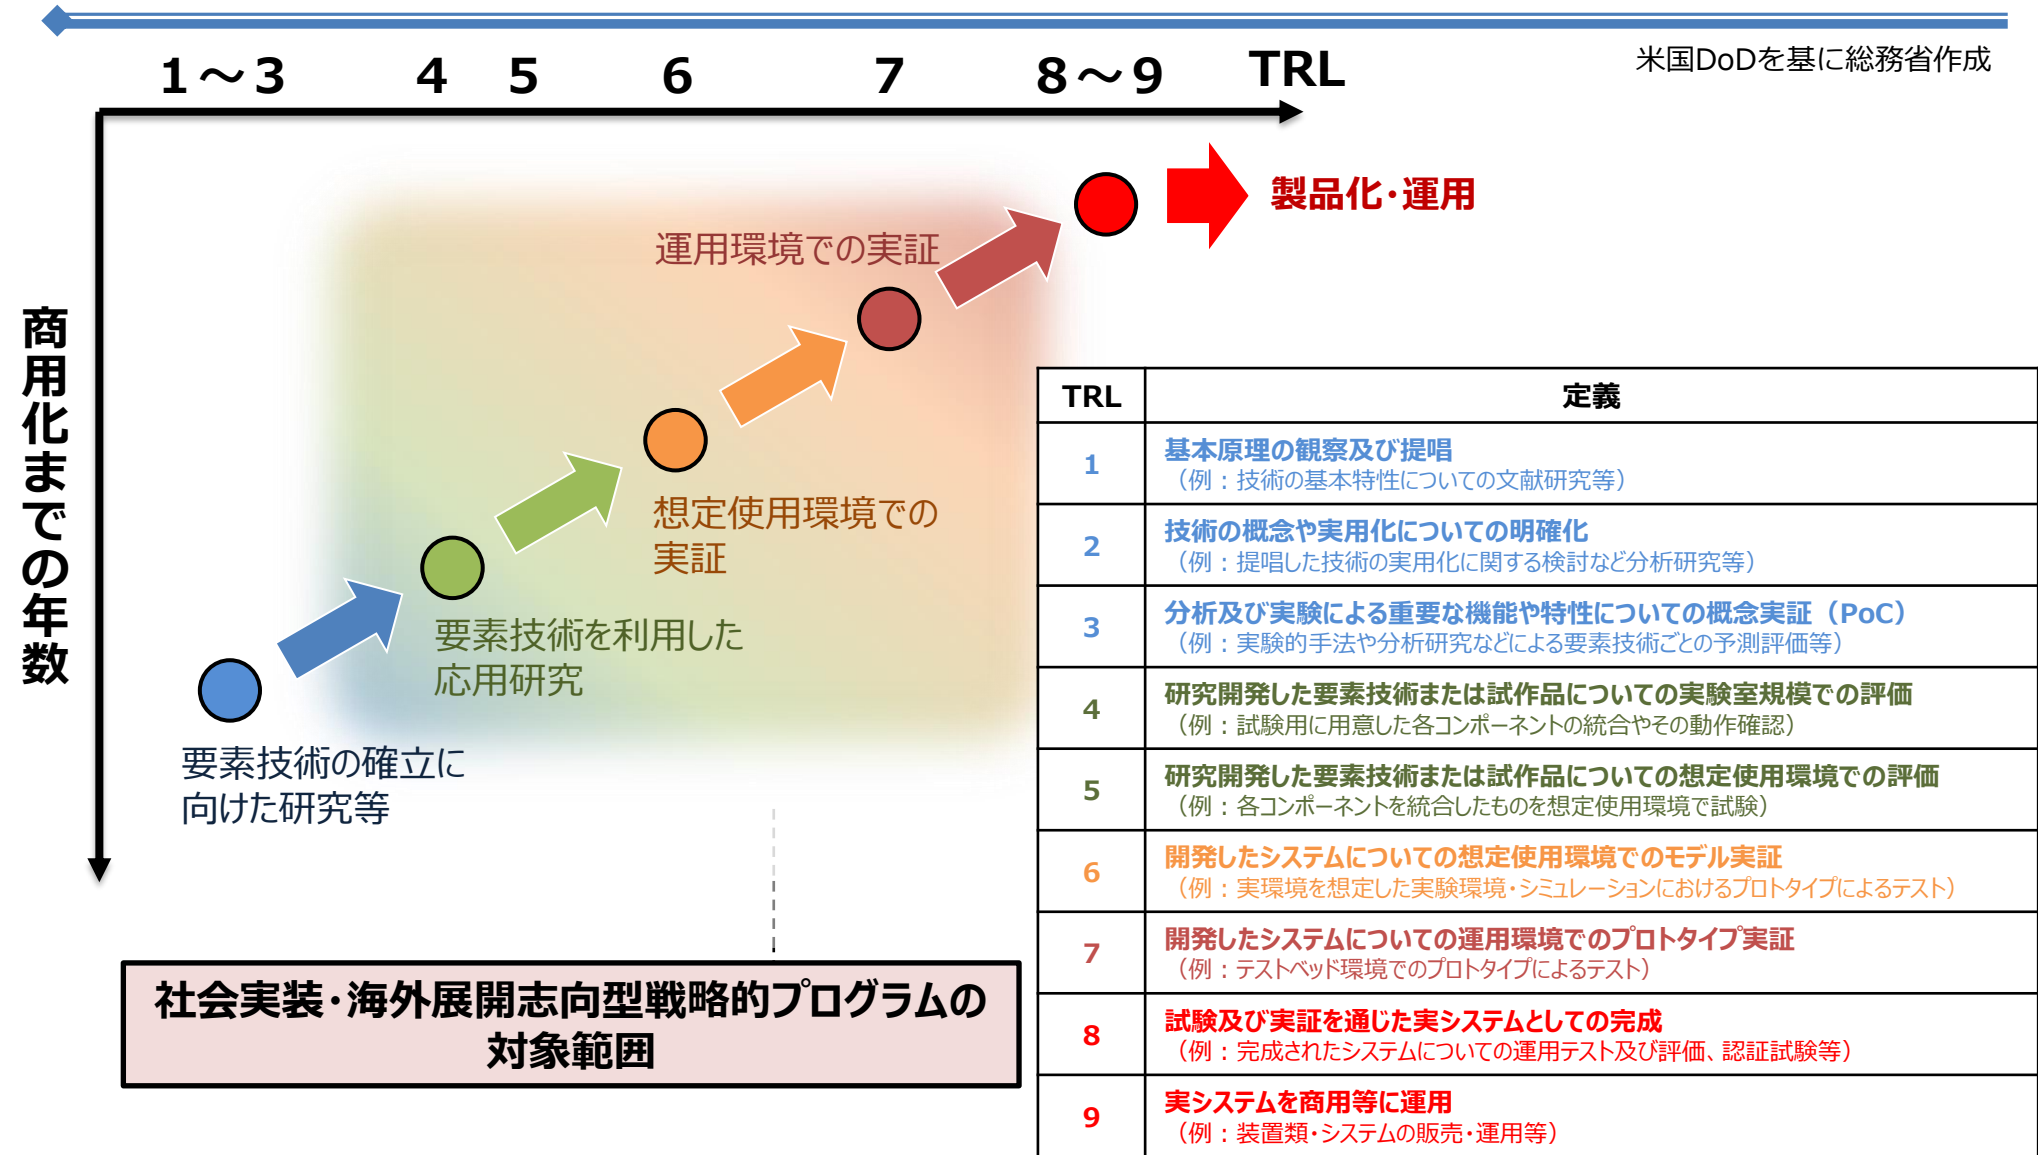 米国DoDを基に総務省作成
1～3 4 5 6 7 8～9 TRL
製品化･運用
運用環境での実証
商用化までの年数
想定使用環境での
実証
要素技術を利用した
応用研究
要素技術の確立に
向けた研究等
社会実装･海外展開志向型戦略的プログラムの
対象範囲
TRL 定義
1 基本原理の観察及び提唱
（例：技術の基本特性についての文献研究等）
2 技術の概念や実用化についての明確化
（例：提唱した技術の実用化に関する検討など分析研究等）
3 分析及び実験による重要な機能や特性についての概念実証（PoC）
（例：実験的手法や分析研究などによる要素技術ごとの予測評価等）
4 研究開発した要素技術または試作品についての実験室規模での評価
（例：試験用に用意した各コンポーネントの統合やその動作確認）
5 研究開発した要素技術または試作品についての想定使用環境での評価
（例：各コンポーネントを統合したものを想定使用環境で試験）
6 開発したシステムについての想定使用環境でのモデル実証
（例：実環境を想定した実験環境･シミュレーションにおけるプロトタイプによるテスト）
7 開発したシステムについての運用環境でのプロトタイプ実証
（例：テストベッド環境でのプロトタイプによるテスト）
8 試験及び実証を通じた実システムとしての完成
（例：完成されたシステムについての運用テスト及び評価、認証試験等）
9 実システムを商用等に運用
（例：装置類･システムの販売･運用等）